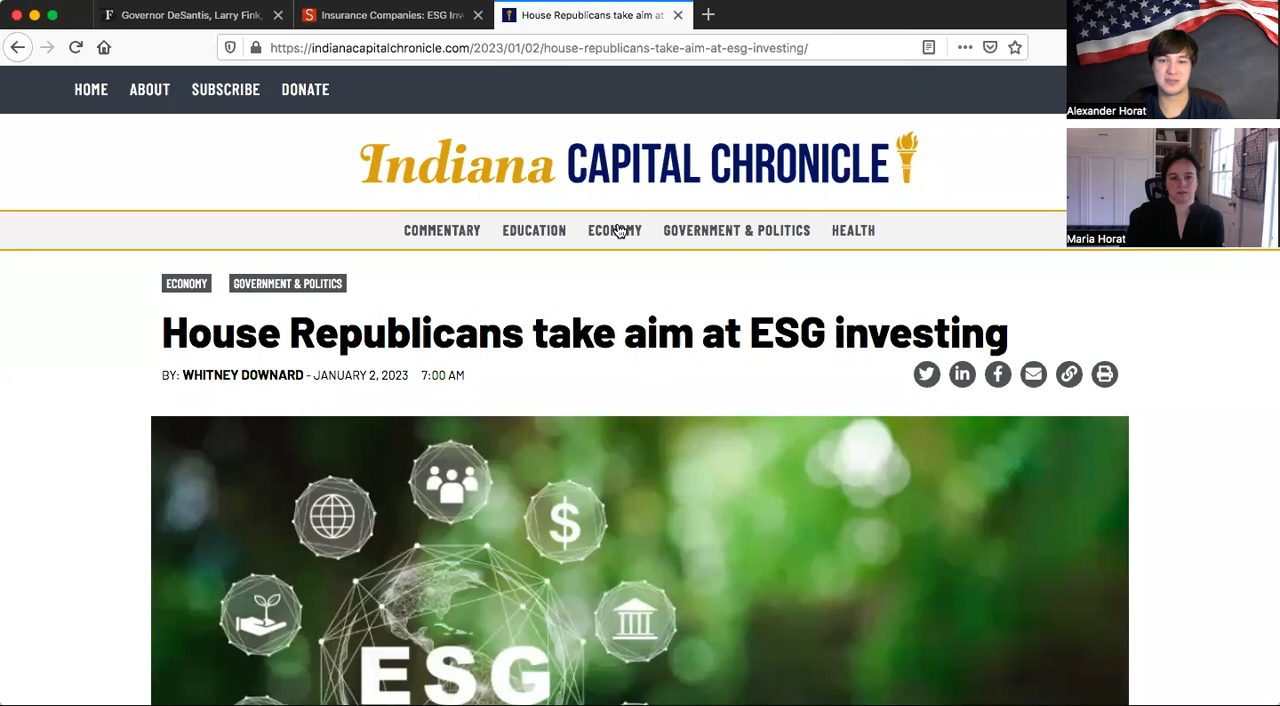 Governor DeSantis, Larry Fink,
Insurance Companies: ESG Inv
House Republicans take aim at
https://indianacapitalchronicle.com/2023/01/02/house-republicans-take-aim-at-esg-investing/
Alexander Horat
Maria Horat
HOME ABOUT SUBSCRIBE DONATE
Indiana CAPITAL CHRONICLE
COMMENTARY EDUCATION ECONOMY GOVERNMENT & POLITICS HEALTH
ECONOMY GOVERNMENT & POLITICS
House Republicans take aim at ESG investing
BY: WHITNEY DOWNARD - JANUARY 2, 2023 7:00 AM
$
ESG